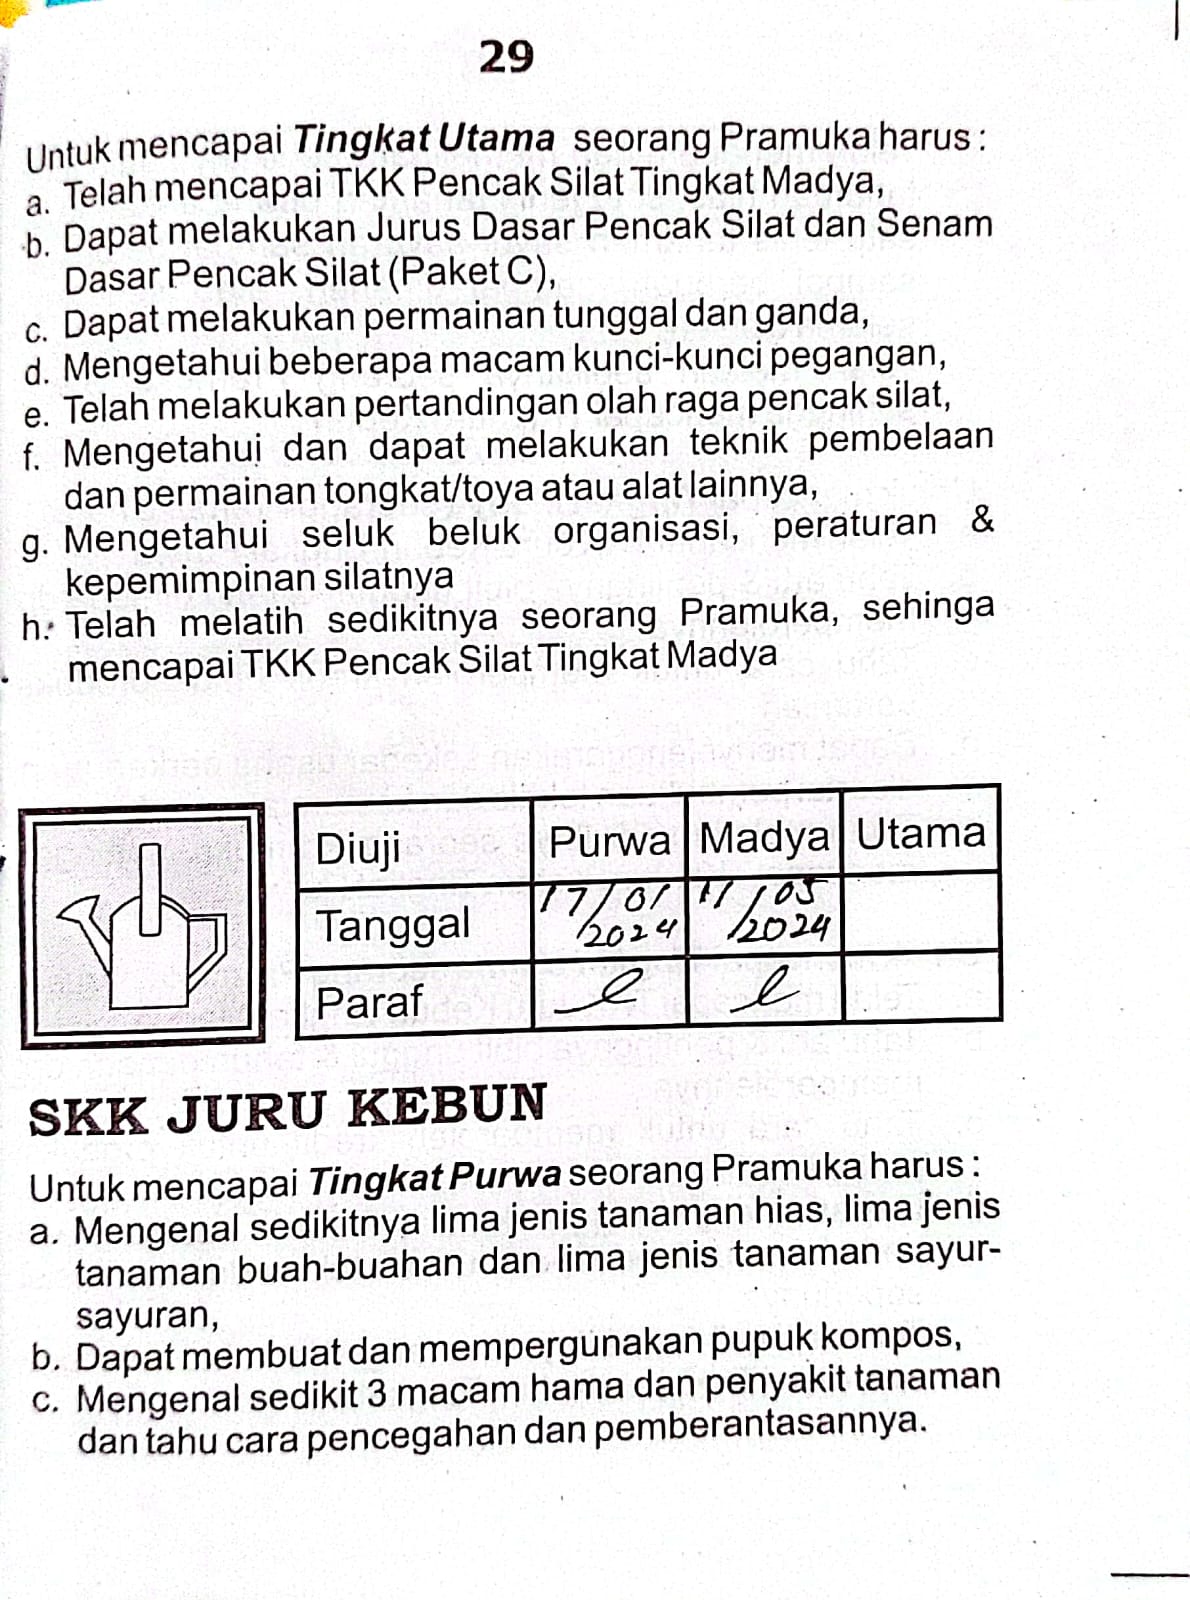 29
Untuk mencapai Tingkat Utama seorang Pramuka harus :
a. Telah mencapai TKK Pencak Silat Tingkat Madya,
b. Dapat melakukan Jurus Dasar Pencak Silat dan Senam
Dasar Pencak Silat (Paket C),
c. Dapat melakukan permainan tunggal dan ganda,
d. Mengetahui beberapa macam kunci-kunci pegangan,
e. Telah melakukan pertandingan olah raga pencak silat,
f. Mengetahui dan dapat melakukan teknik pembelaan
dan permainan tongkat/toya atau alat lainnya,
g. Mengetahui seluk beluk organisasi, peraturan &
kepemimpinan silatnya
h. Telah melatih sedikitnya seorang Pramuka, sehinga
mencapai TKK Pencak Silat Tingkat Madya
Diuji Purwa Madya Utama
Tanggal 17/01/2024 11/05/2024
Paraf
SKK JURU KEBUN
Untuk mencapai Tingkat Purwa seorang Pramuka harus :
a. Mengenal sedikitnya lima jenis tanaman hias, lima jenis
tanaman buah-buahan dan lima jenis tanaman sayur-
sayuran,
b. Dapat membuat dan mempergunakan pupuk kompos,
c. Mengenal sedikit 3 macam hama dan penyakit tanaman
dan tahu cara pencegahan dan pemberantasannya.